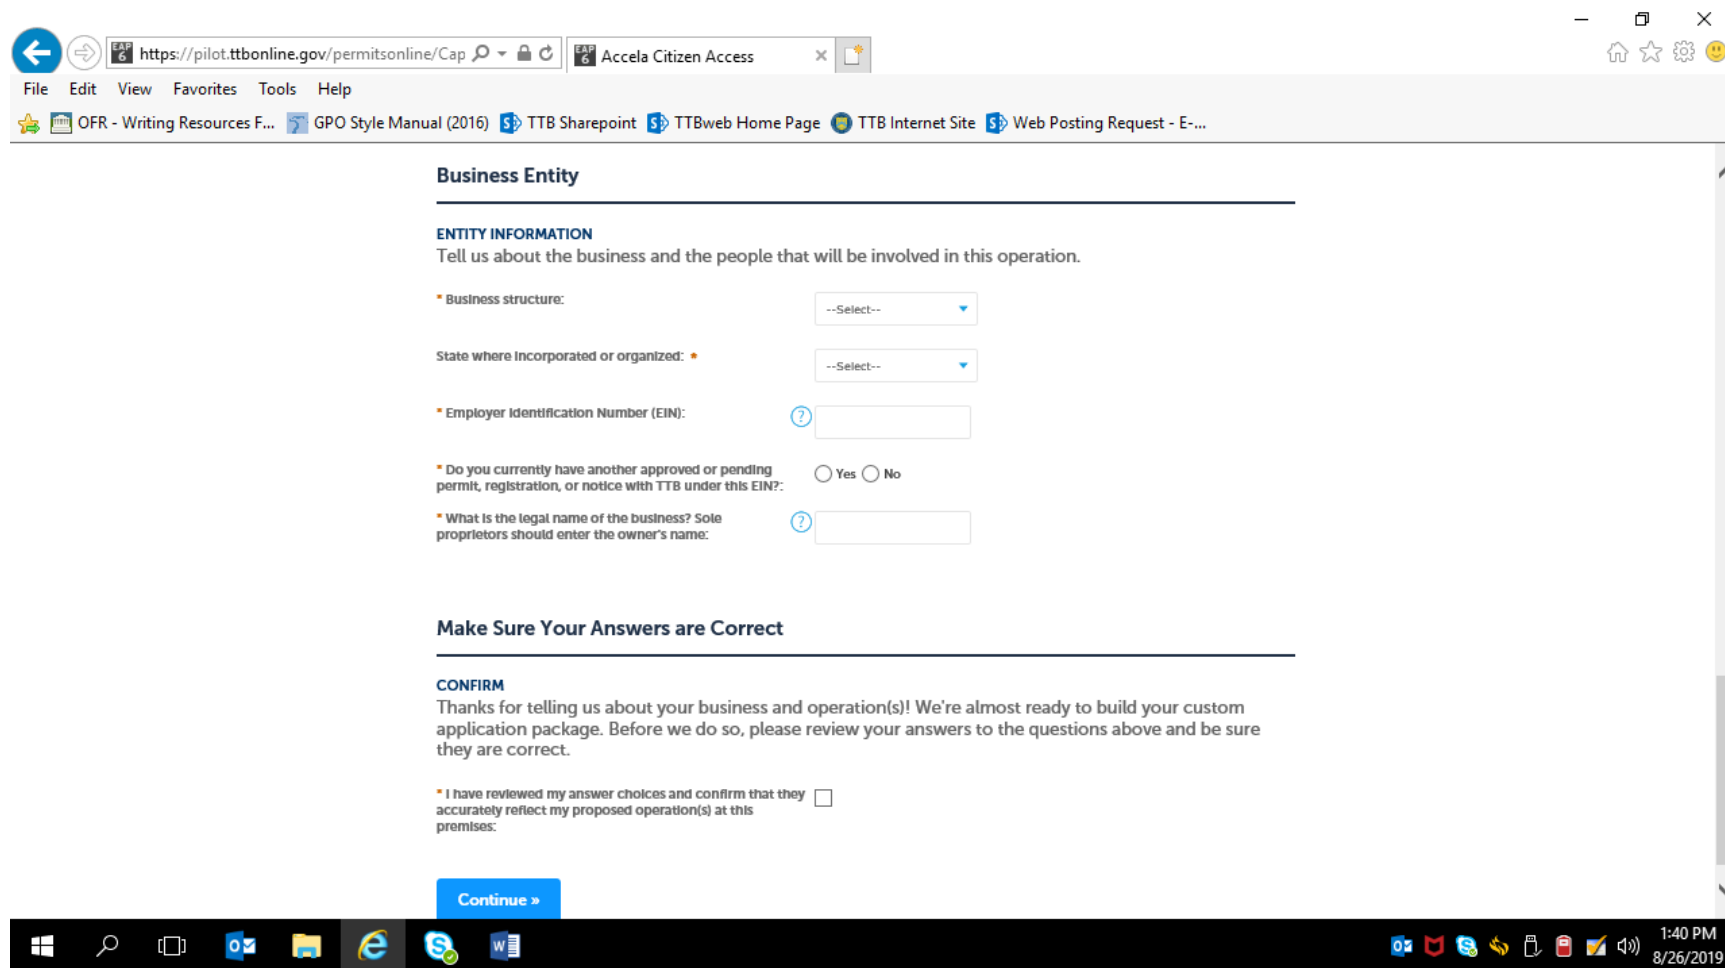 EAP
6
https://pilot.ttbonline.gov/permitsonline/Cap
EAP
6
Accela Citizen Access
File Edit View Favorites Tools Help
OFR - Writing Resources F... GPO Style Manual (2016) TTB Sharepoint TTBweb Home Page TTB Internet Site Web Posting Request - E-...
Business Entity
ENTITY INFORMATION
Tell us about the business and the people that will be involved in this operation.
* Business structure:
--Select--
State where incorporated or organized: *
--Select--
* Employer Identification Number (EIN):
?
* Do you currently have another approved or pending
permit, registration, or notice with TTB under this EIN?:
Yes No
* What is the legal name of the business? Sole
proprietors should enter the owner's name:
?
Make Sure Your Answers are Correct
CONFIRM
Thanks for telling us about your business and operation(s)! We're almost ready to build your custom
application package. Before we do so, please review your answers to the questions above and be sure
they are correct.
* I have reviewed my answer choices and confirm that they
accurately reflect my proposed operation(s) at this
premises:
Continue »
1:40 PM
8/26/2019